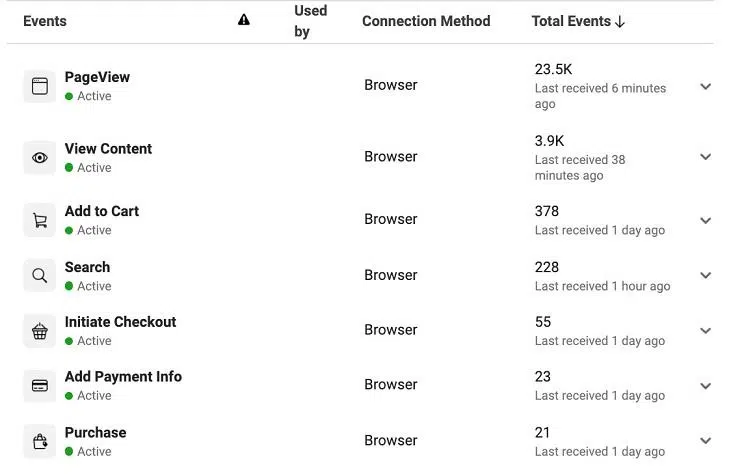 Events Used by Connection Method Total Events ↓
PageView
Active
Browser
23.5K
Last received 6 minutes
ago
View Content
Active
Browser
3.9K
Last received 38
minutes ago
Add to Cart
Active
Browser
378
Last received 1 day ago
Search
Active
Browser
228
Last received 1 hour ago
Initiate Checkout
Active
Browser
55
Last received 1 day ago
Add Payment Info
Active
Browser
23
Last received 1 day ago
Purchase
Active
Browser
21
Last received 1 day ago